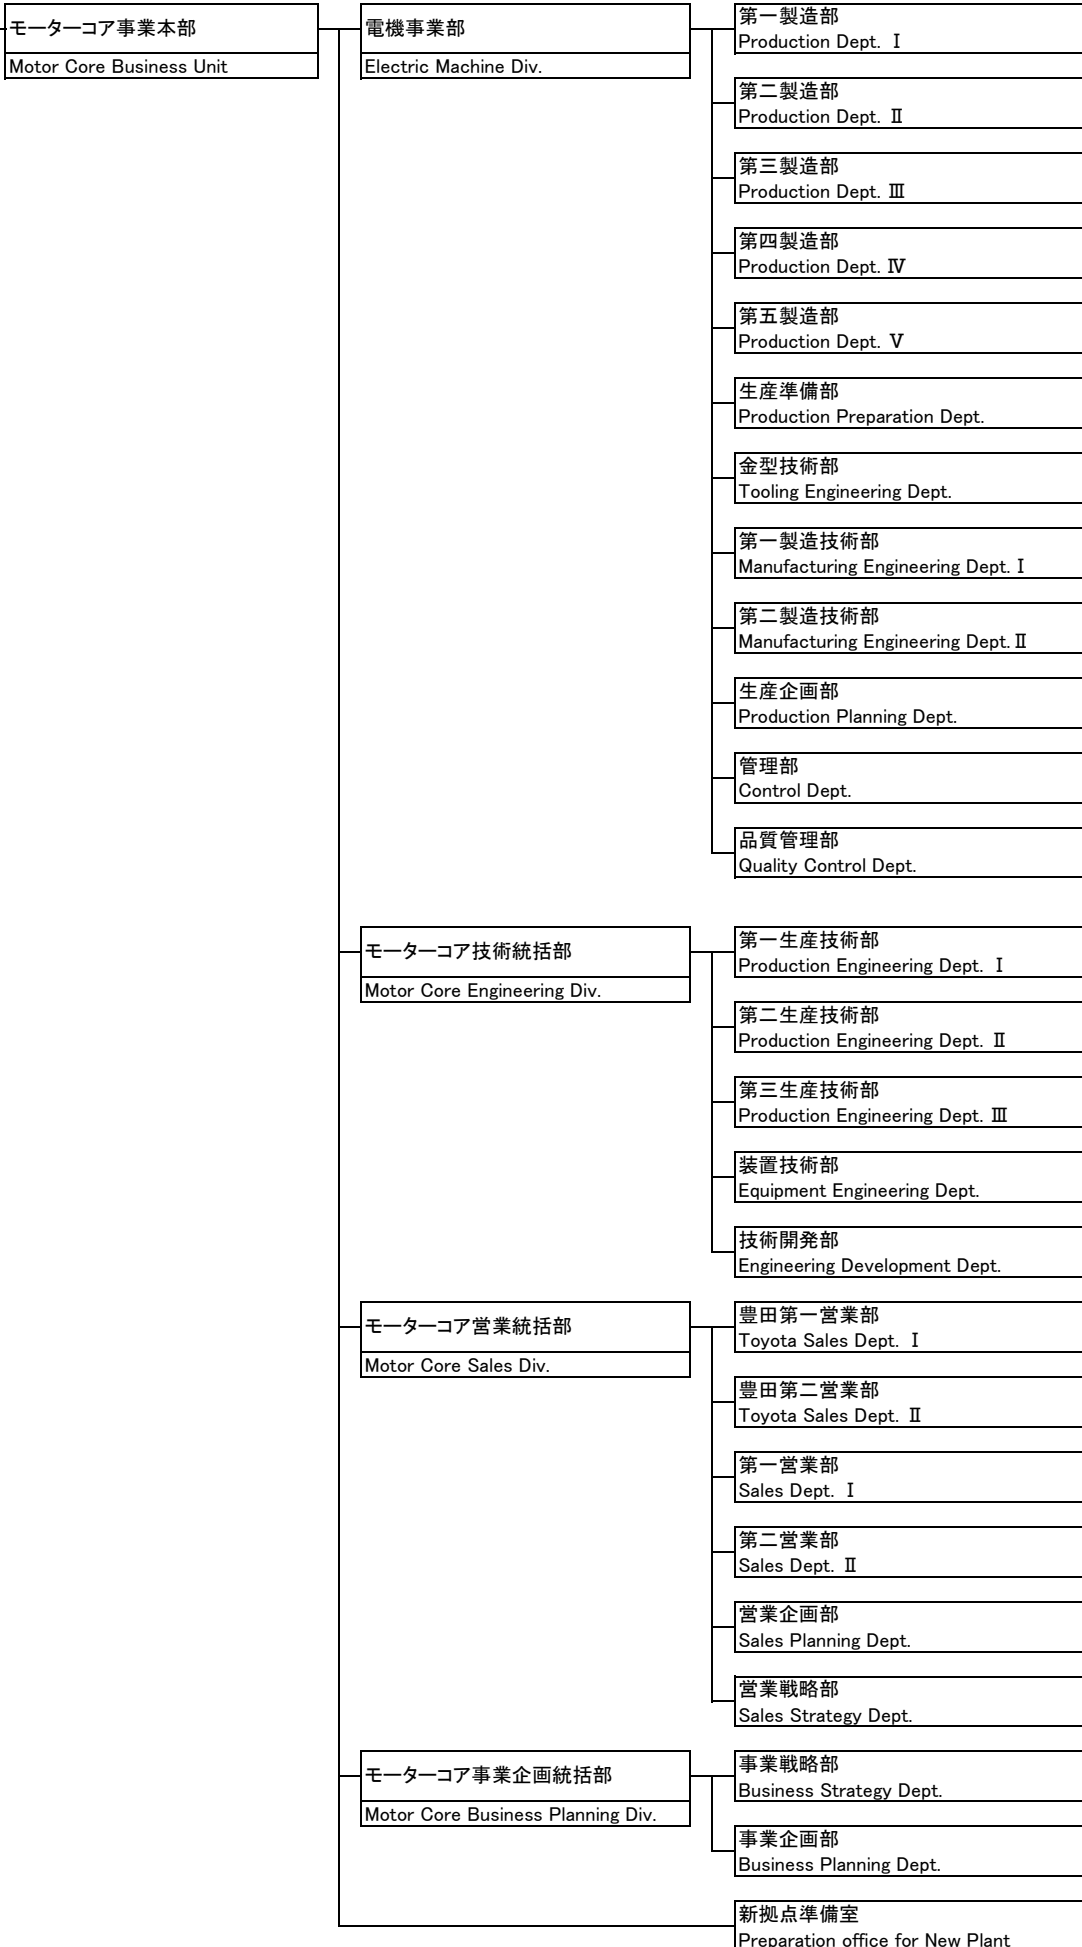 モーターコア事業本部
Motor Core Business Unit
電機事業部
Electric Machine Div.
第一製造部
Production Dept. Ⅰ
第二製造部
Production Dept. Ⅱ
第三製造部
Production Dept. Ⅲ
第四製造部
Production Dept. Ⅳ
第五製造部
Production Dept. Ⅴ
生産準備部
Production Preparation Dept.
金型技術部
Tooling Engineering Dept.
第一製造技術部
Manufacturing Engineering Dept. Ⅰ
第二製造技術部
Manufacturing Engineering Dept. Ⅱ
生産企画部
Production Planning Dept.
管理部
Control Dept.
品質管理部
Quality Control Dept.
モーターコア技術統括部
Motor Core Engineering Div.
第一生産技術部
Production Engineering Dept. Ⅰ
第二生産技術部
Production Engineering Dept. Ⅱ
第三生産技術部
Production Engineering Dept. Ⅲ
装置技術部
Equipment Engineering Dept.
技術開発部
Engineering Development Dept.
モーターコア営業統括部
Motor Core Sales Div.
豊田第一営業部
Toyota Sales Dept. Ⅰ
豊田第二営業部
Toyota Sales Dept. Ⅱ
第一営業部
Sales Dept. Ⅰ
第二営業部
Sales Dept. Ⅱ
営業企画部
Sales Planning Dept.
営業戦略部
Sales Strategy Dept.
モーターコア事業企画統括部
Motor Core Business Planning Div.
事業戦略部
Business Strategy Dept.
事業企画部
Business Planning Dept.
新拠点準備室
Preparation office for New Plant